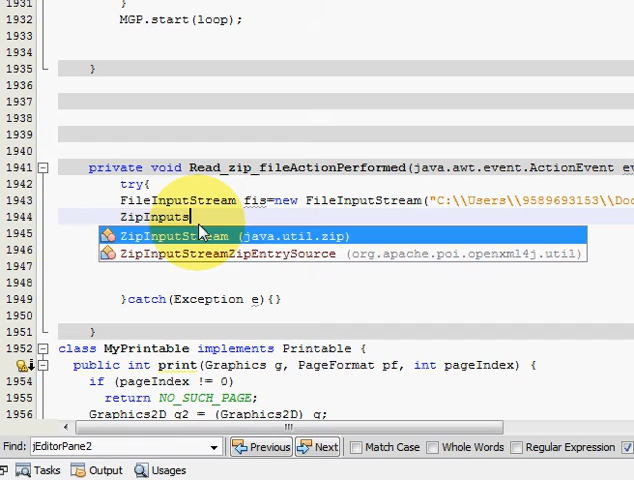 1931 }
1932 MGP.start(loop);
1933
1934
1935 }
1936
1937
1938
1939
1940
1941 private void Read_zip_fileActionPerformed(java.awt.event.ActionEvent ev
1942 try{
1943 FileInputStream fis=new FileInputStream("C:\\Users\\9589693153\\Doc
1944 ZipInputs
1945 ZipInputStream (java.util.zip)
1946 ZipInputStreamZipEntrySource (org.apache.poi.openxml4j.util)
1947
1948
1949 }catch(Exception e){}
1950
1951 }
1952 class MyPrintable implements Printable {
public int print(Graphics g, PageFormat pf, int pageIndex) {
1954 if (pageIndex != 0)
1955 return NO_SUCH_PAGE;
1956 Graphics2D g2 = (Graphics2D) g;
Find: jEditorPane2 Previous Next Match Case Whole Words Regular Expression
Tasks Output Usages